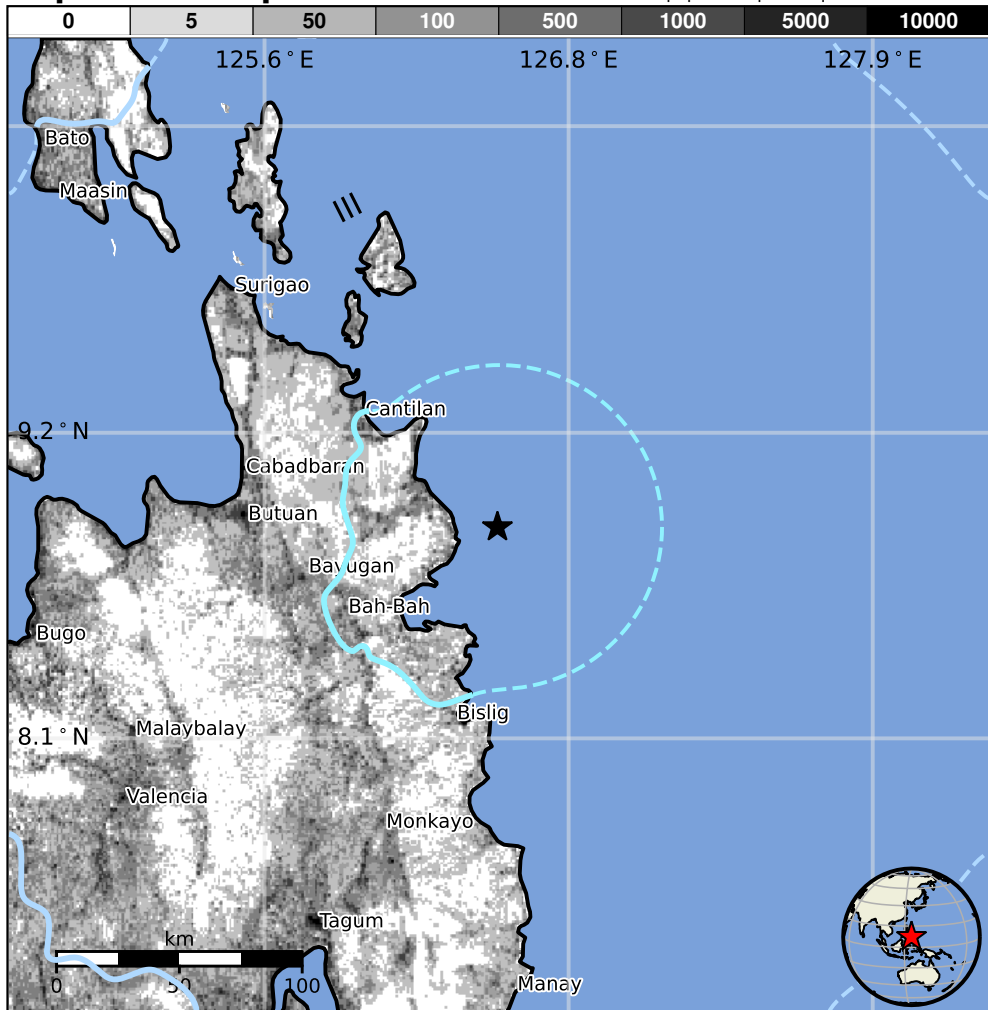 0 5 50 100 500 1000 5000 10000
125.6°E 126.8°E 127.9°E
Bato
Maasin
Surigao
Cantilan
9.2°N
Cabadbaran
Butuan
Bayugan
Bah-Bah
Bugo
Bislig
Malaybalay
8.1°N
Valencia
Monkayo
Tagum
km
0 50 100
Manay